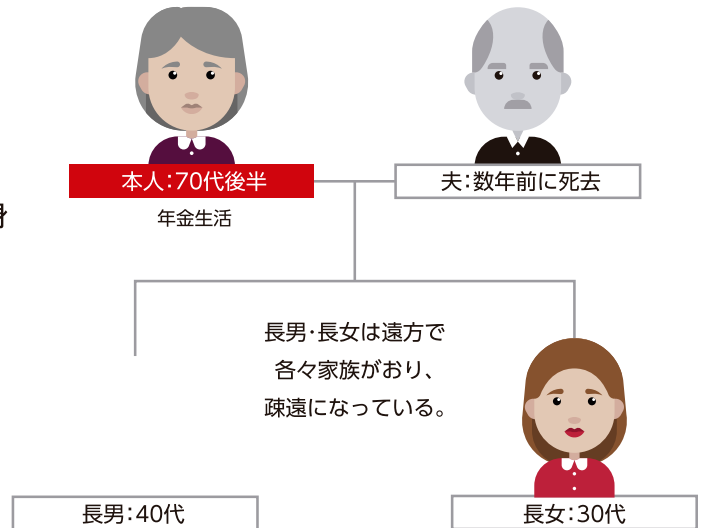 本人：70代後半
夫：数年前に死去
身
年金生活
長男・長女は遠方で
各々家族がおり、
疎遠になっている。
長男：40代
長女：30代